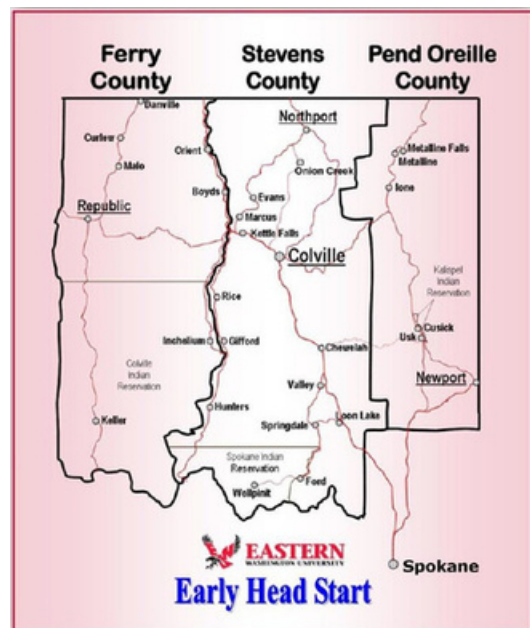 Ferry
County
Stevens
County
Pend Oreille
County
Danville
Northport
Curlew
Metalline Falls
Metalline
Orient
Malo
Onion Creek
Ione
Boyds
Evans
Republic
Marcus
Kettle Falls
Colville
Kalispel
Indian
Reservation
Rice
Cusick
Usk
Inchelium
Gifford
Chewelah
Colville
Indian
Reservation
Newport
Valley
Hunters
Keller
Springdale
Loon Lake
Spokane Indian
Reservation
Wellpinit
Ford
EASTERN
WASHINGTON UNIVERSITY
Spokane
Early Head Start